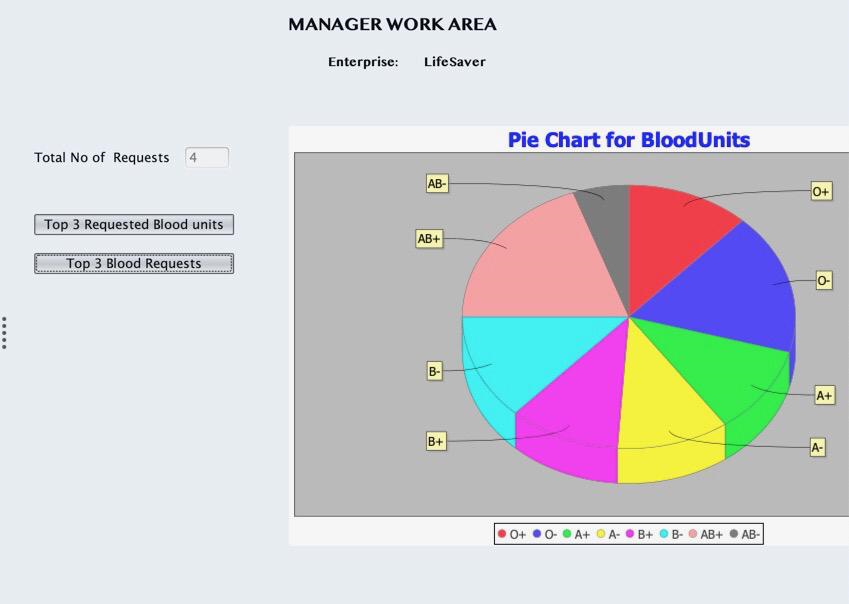 MANAGER WORK AREA
Enterprise: LifeSaver
Total No of Requests 4
Top 3 Requested Blood units
Top 3 Blood Requests
Pie Chart for BloodUnits
AB-
O+
AB+
O-
B-
A+
B+
A-
O+ O- A+ A- B+ B- AB+ AB-